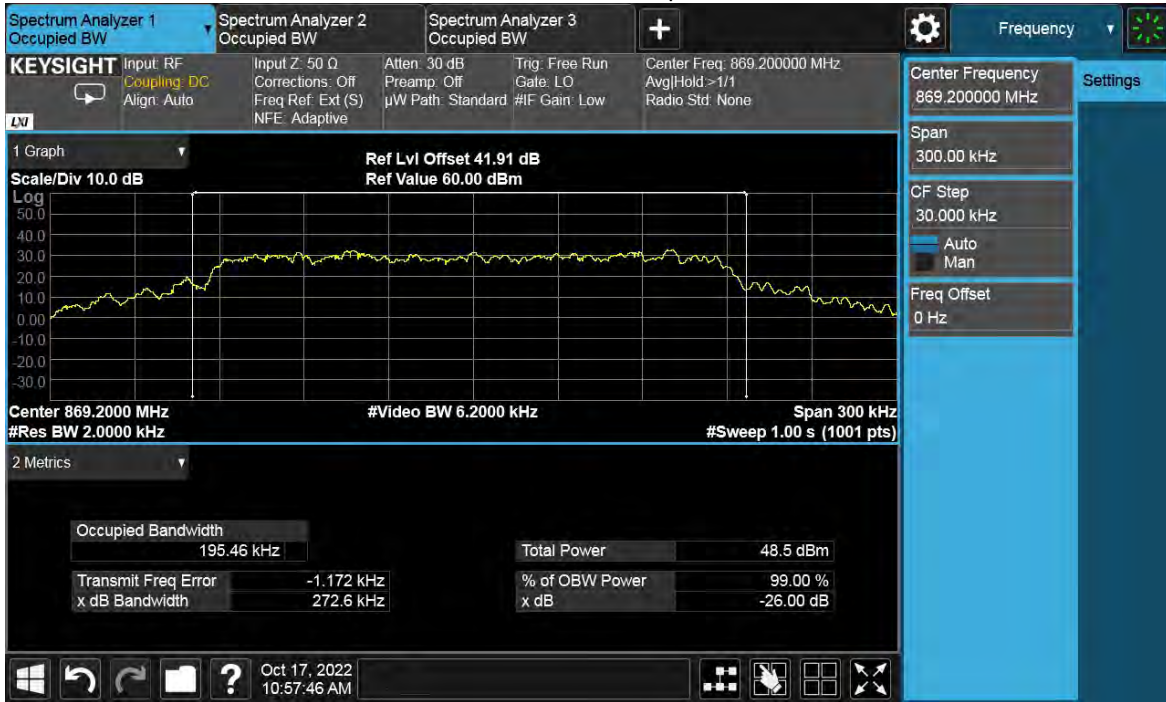 Spectrum Analyzer 1
Occupied BW
Spectrum Analyzer 2
Occupied BW
Spectrum Analyzer 3
Occupied BW
+
Frequency
KEYSIGHT
LXI
Input: RF
Coupling: DC
Align: Auto
Input Z: 50 Ω
Corrections: Off
Freq Ref: Ext (S)
NFE: Adaptive
Atten: 30 dB
Preamp: Off
µW Path: Standard
Trig: Free Run
Gate: LO
#IF Gain: Low
Center Freq: 869.200000 MHz
Avg|Hold:>1/1
Radio Std: None
Center Frequency
869.200000 MHz
Settings
Span
300.00 kHz
CF Step
30.000 kHz
Auto
Man
Freq Offset
0 Hz
1 Graph
Scale/Div 10.0 dB
Ref Lvl Offset 41.91 dB
Ref Value 60.00 dBm
Log
50.0
40.0
30.0
20.0
10.0
0.00
-10.0
-20.0
-30.0
Center 869.2000 MHz
#Video BW 6.2000 kHz
Span 300 kHz
#Res BW 2.0000 kHz
#Sweep 1.00 s (1001 pts)
2 Metrics
Occupied Bandwidth
195.46 kHz
Total Power 48.5 dBm
Transmit Freq Error -1.172 kHz
% of OBW Power 99.00 %
x dB Bandwidth 272.6 kHz
x dB -26.00 dB
?
Oct 17, 2022
10:57:46 AM